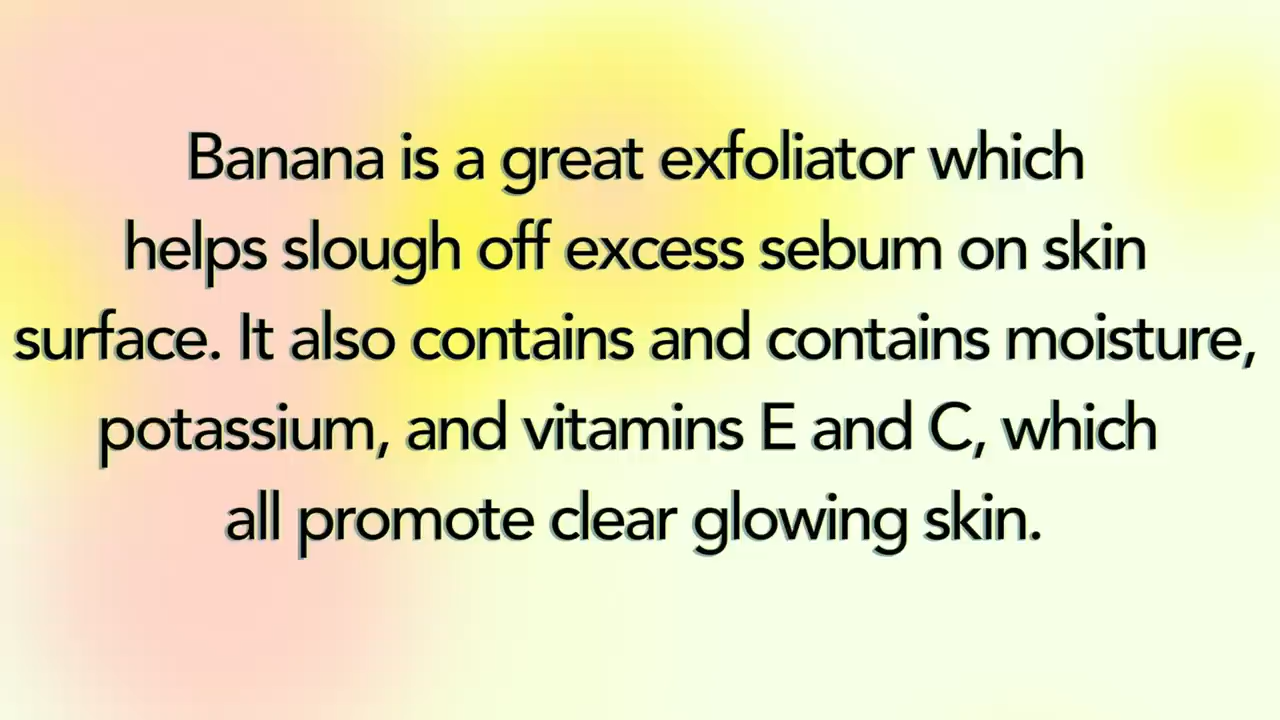 Banana is a great exfoliator which
helps slough off excess sebum on skin
surface. It also contains and contains moisture,
potassium, and vitamins E and C, which
all promote clear glowing skin.